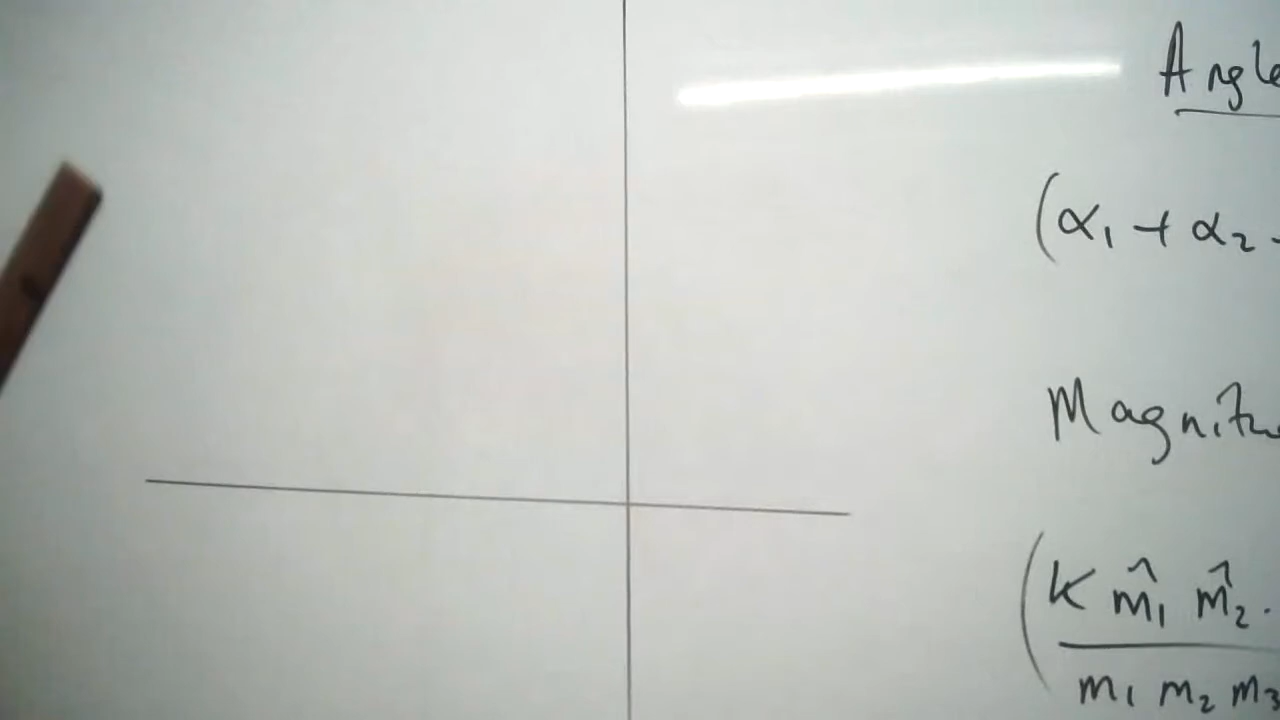 Angle
(α₁ + α₂ -
Magnitu
(K m̂₁ m̂₂ .
m₁ m₂ m₃